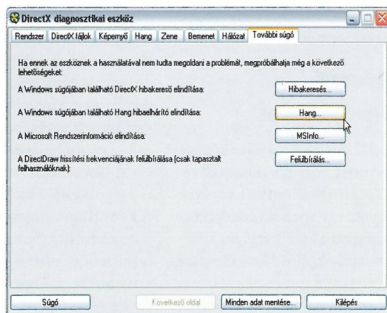 DirectX diagnosztikai eszköz
Rendszer DirectX fájlok Képernyő Hang Zene Bemenet Hálózat További súgó
Ha ennek az eszköznek a használatával nem tudta megoldani a problémát, megpróbálhatja még a következő
lehetőségeket:
A Windows súgójában található DirectX hibakereső elindítása: Hibakeresés...
A Windows súgójában található Hang hibaelhárító elindítása: Hang...
A Microsoft Rendszerinformáció elindítása: MSInfo...
A DirectDraw frissítési frekvenciájának felülbírálása (csak tapasztalt Felülbírálás...
felhasználóknak):
Súgó Következő oldal Minden adat mentése... Kilépés